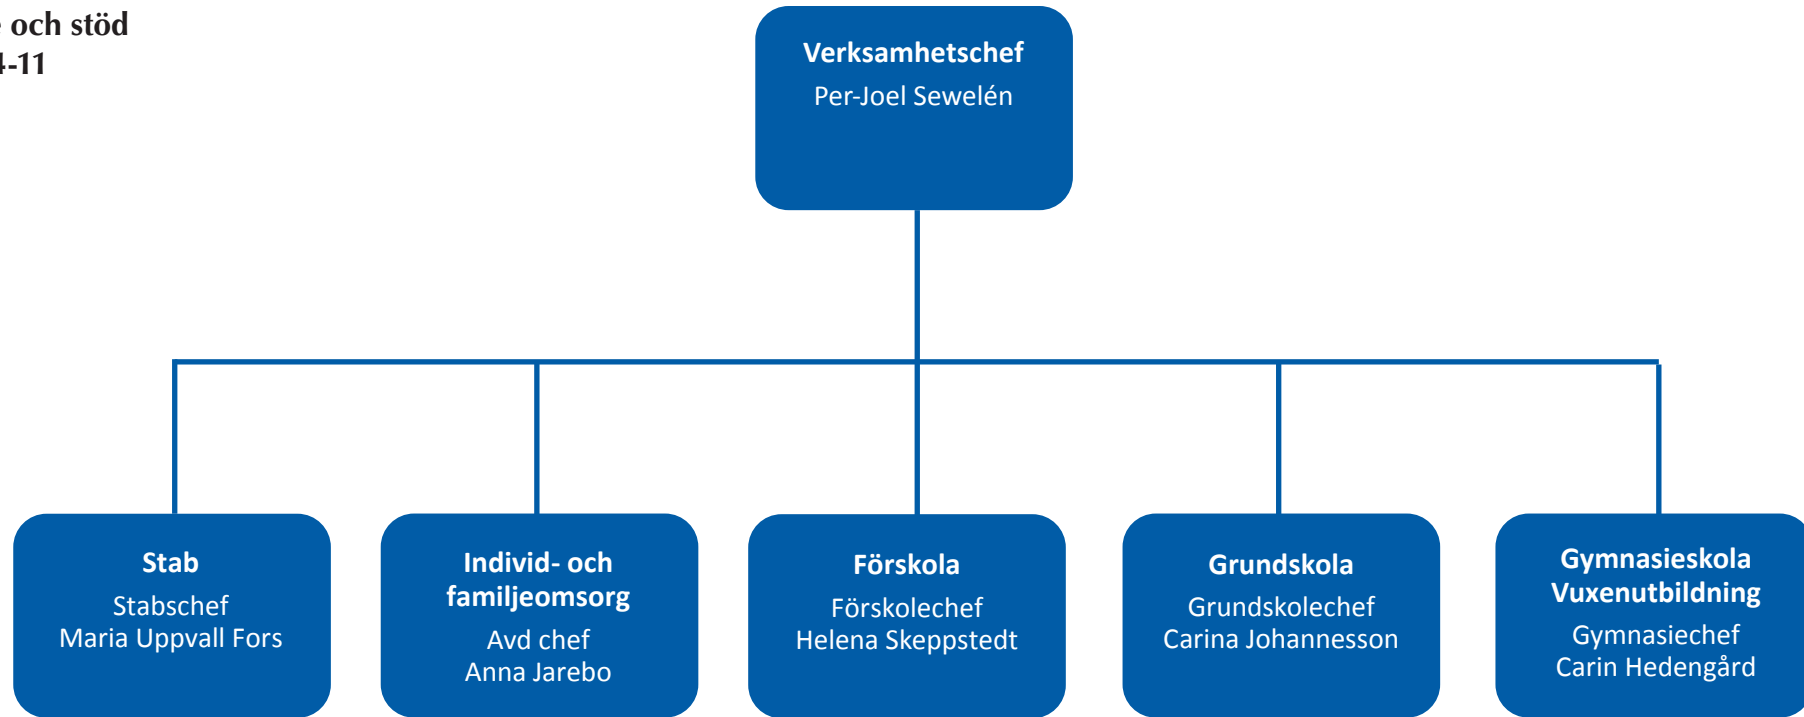 och stöd
4-11
Verksamhetschef
Per-Joel Sewelén
Stab
Stabschef
Maria Uppvall Fors
Individ- och
familjeomsorg
Avd chef
Anna Jarebo
Förskola
Förskolechef
Helena Skeppstedt
Grundskola
Grundskolechef
Carina Johannesson
Gymnasieskola
Vuxenutbildning
Gymnasiechef
Carin Hedengård